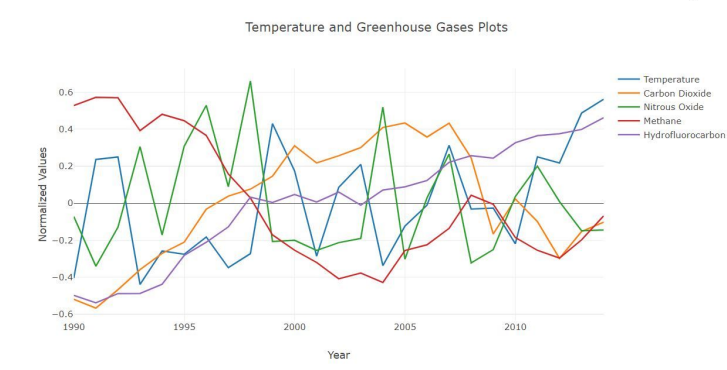 Temperature and Greenhouse Gases Plots
Temperature
Carbon Dioxide
Nitrous Oxide
Methane
Hydrofluorocarbon
Normalized Values
0.6
0.4
0.2
0
−0.2
−0.4
−0.6
1990
1995
2000
2005
2010
Year